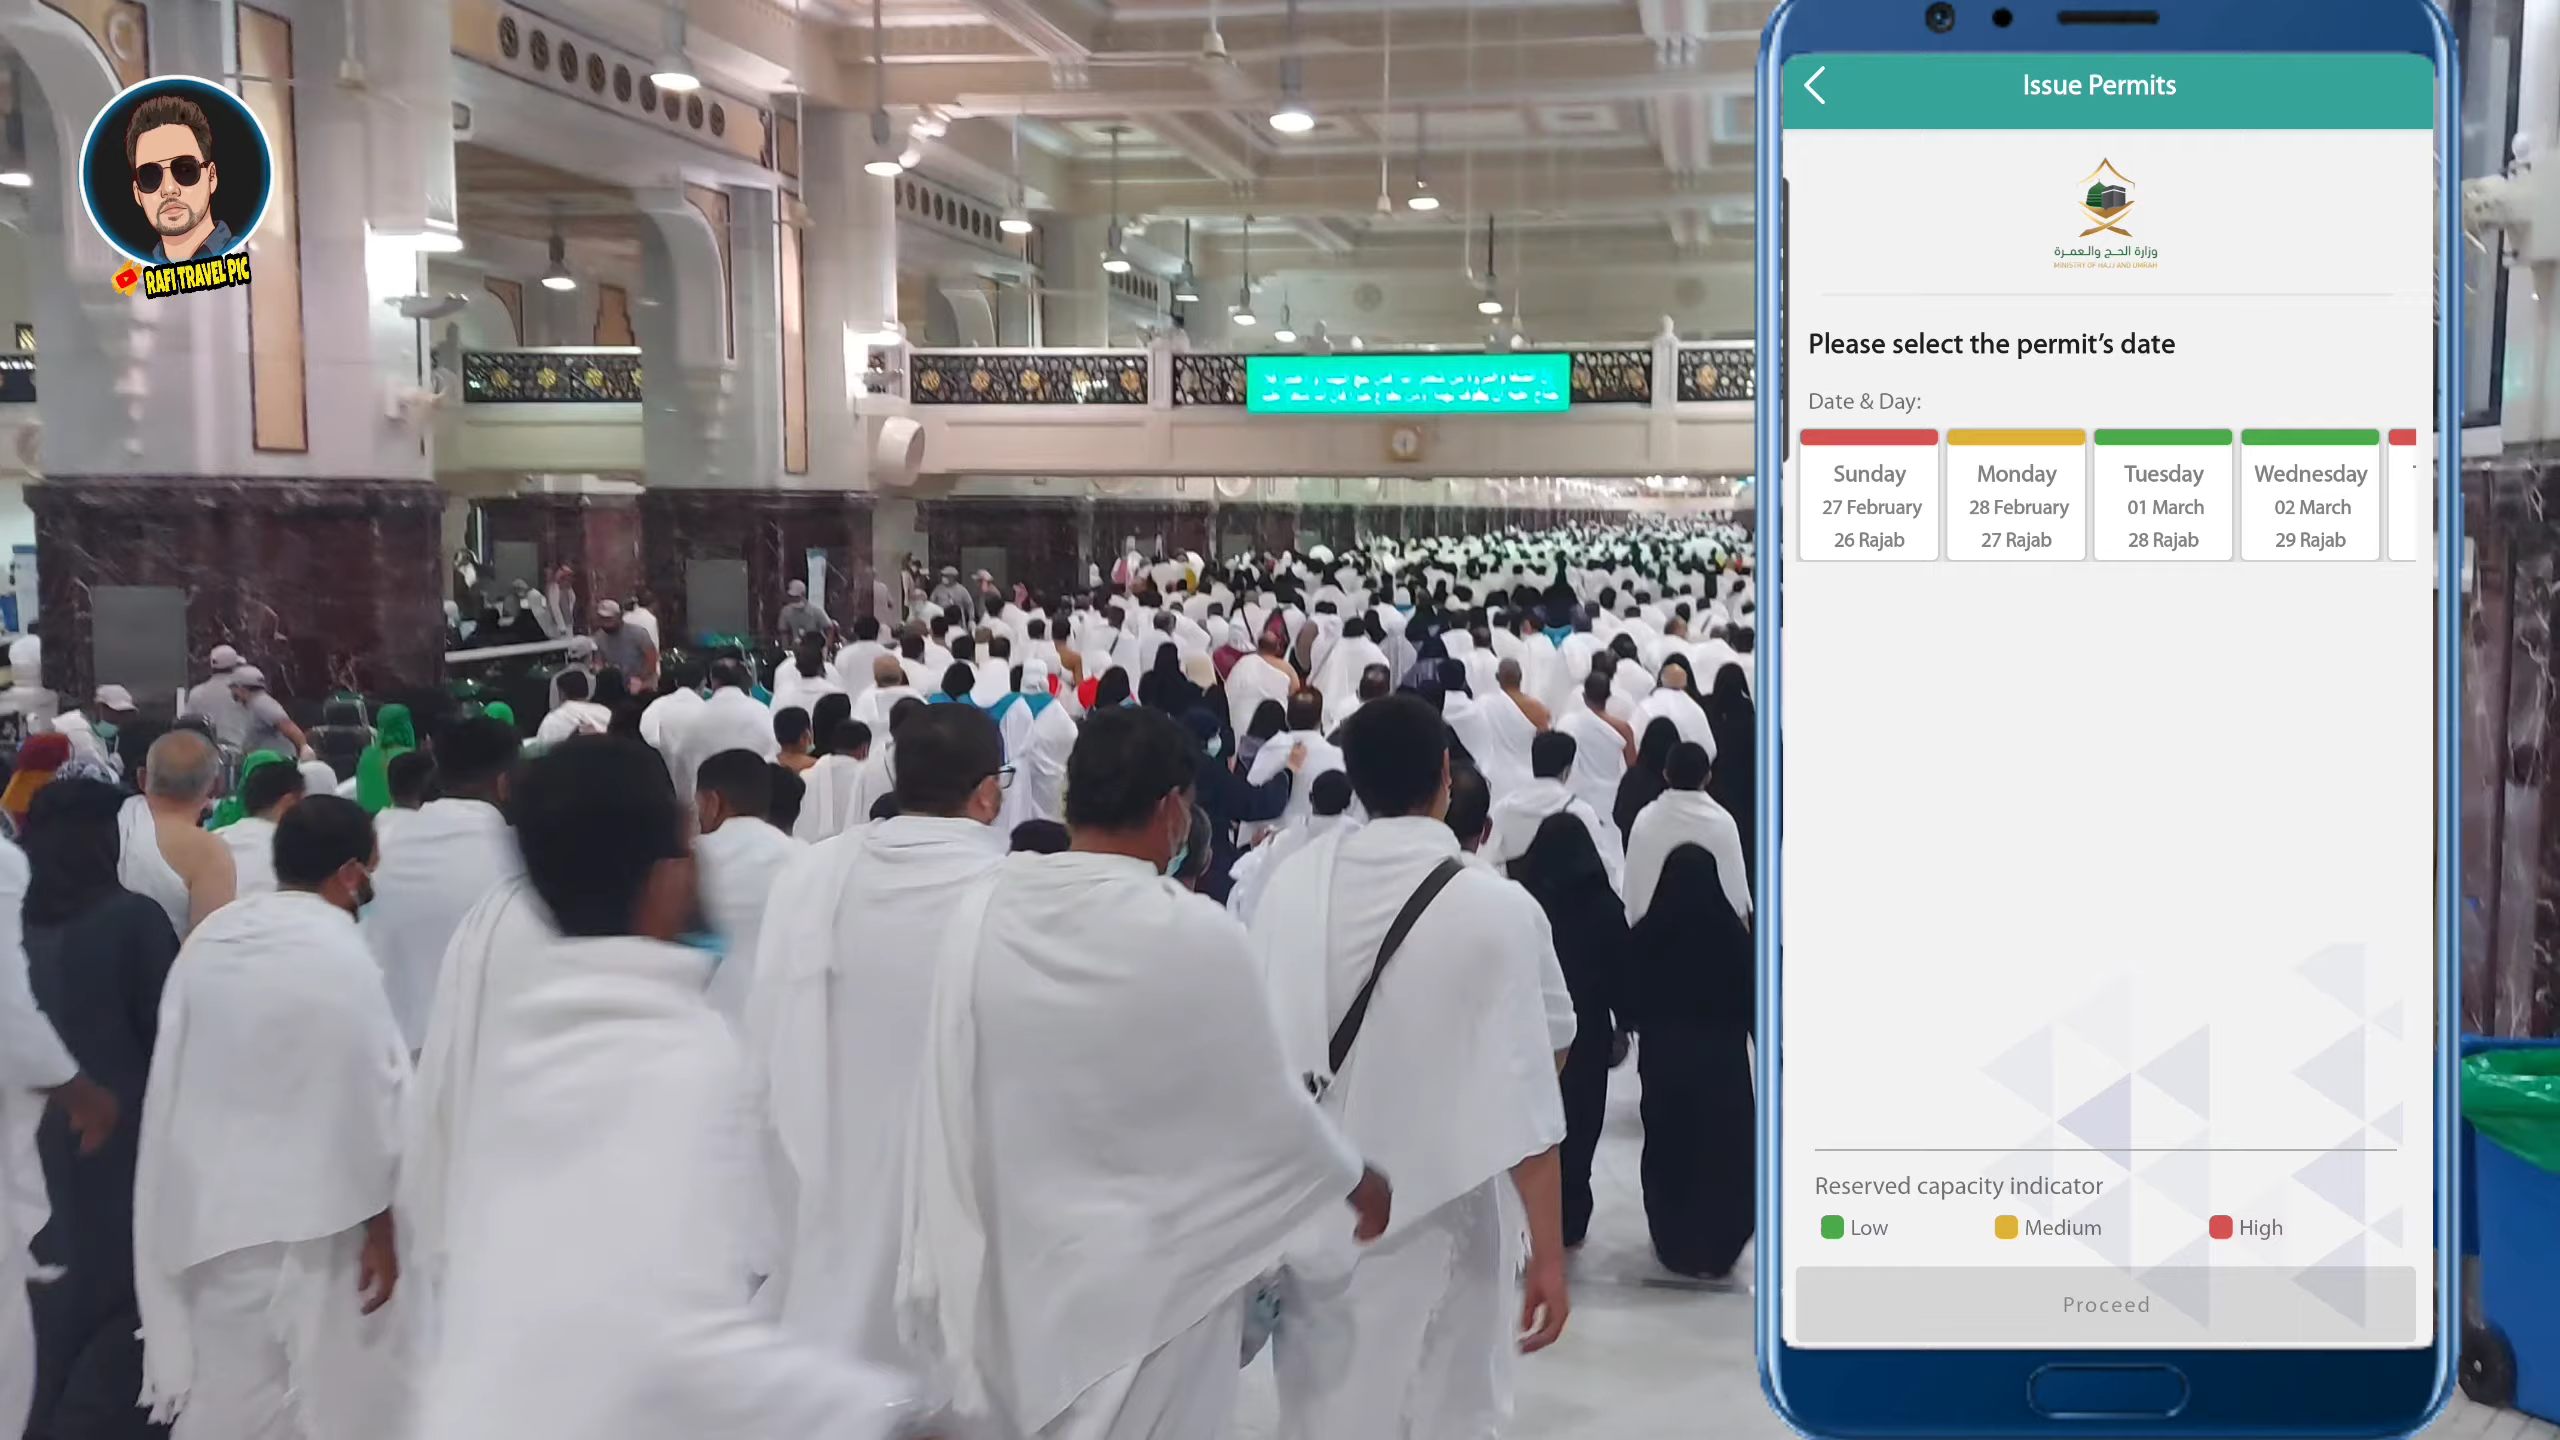 RAFI TRAVEL PIC
Issue Permits
وزارة الحـج والـعمـرة
MINISTRY OF HAJJ AND UMRAH
Please select the permit’s date
Date & Day:
Sunday
27 February
26 Rajab
Monday
28 February
27 Rajab
Tuesday
01 March
28 Rajab
Wednesday
02 March
29 Rajab
Reserved capacity indicator
Low
Medium
High
Proceed